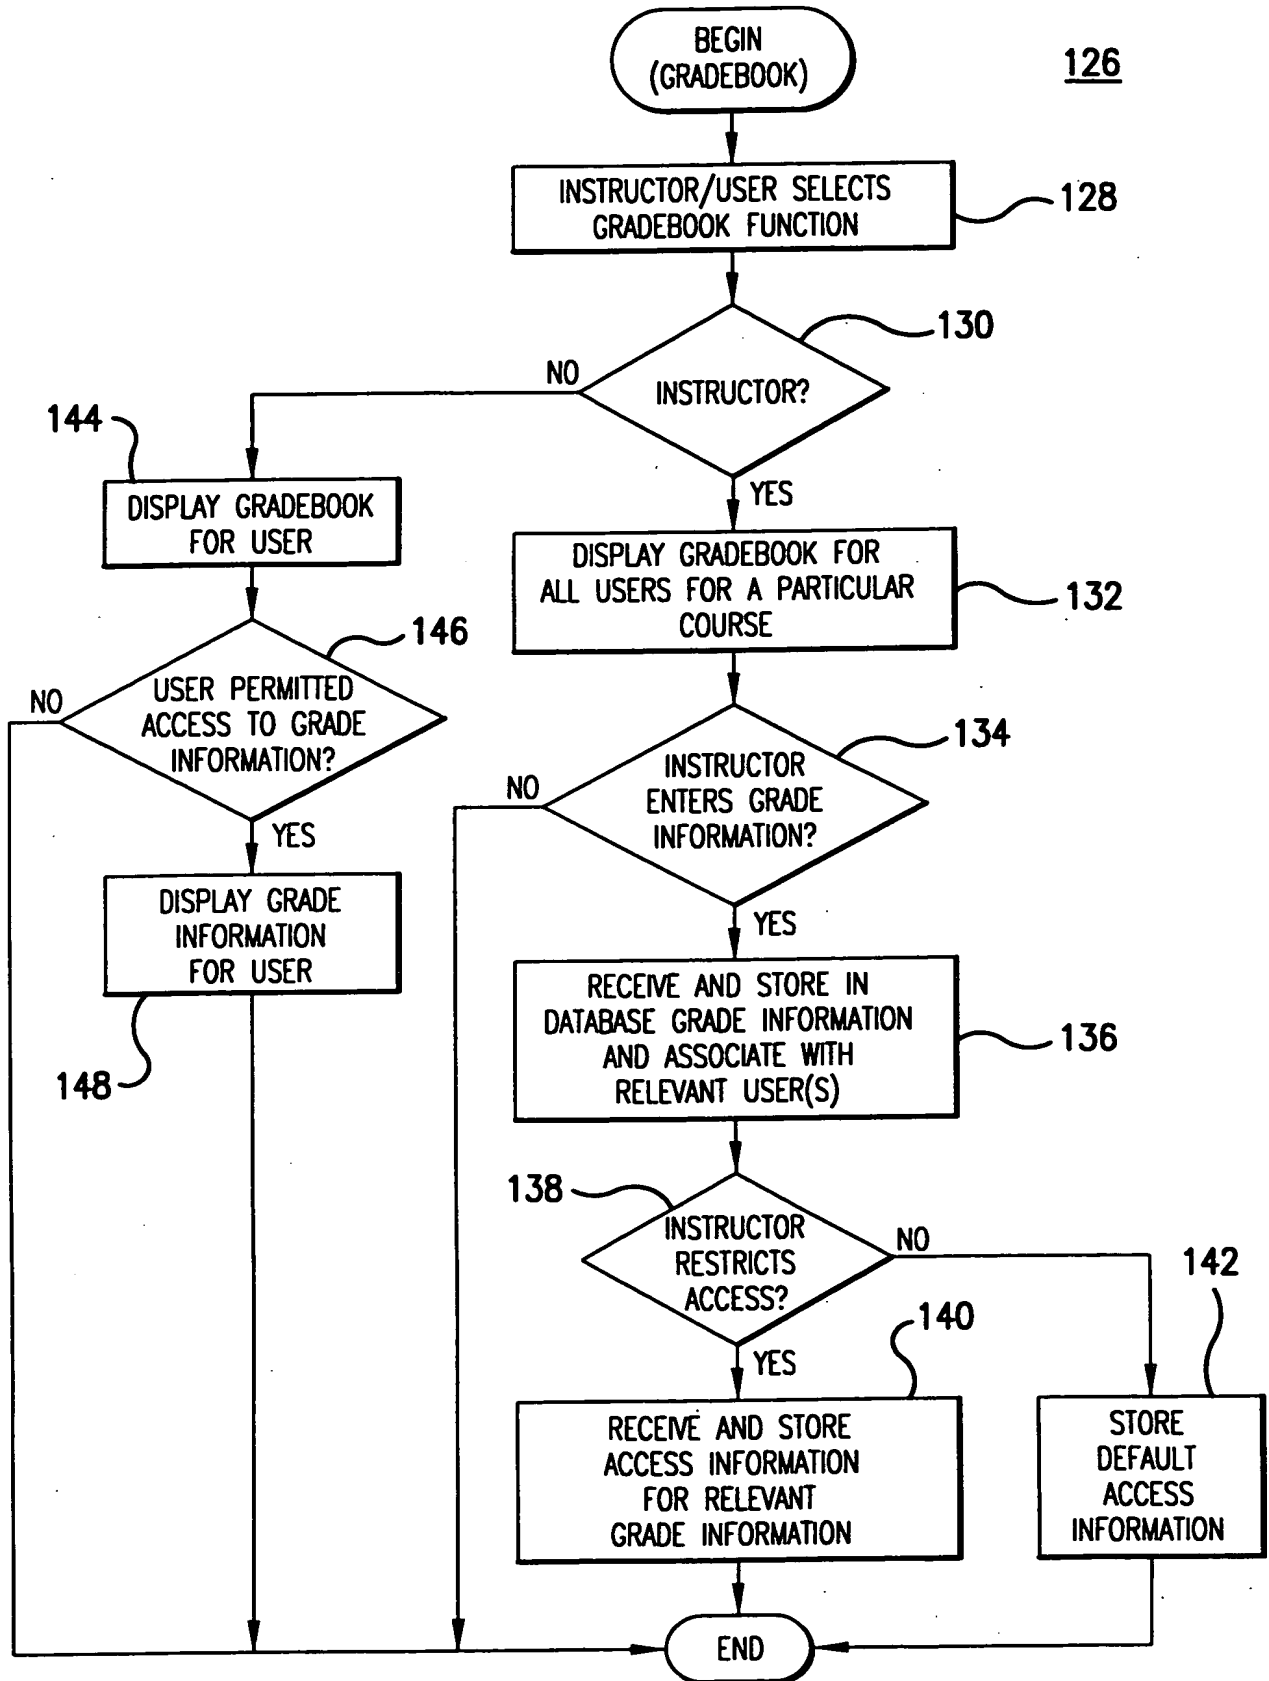 BEGIN
(GRADEBOOK)
126
INSTRUCTOR/USER SELECTS
GRADEBOOK FUNCTION
128
130
INSTRUCTOR?
NO
YES
144
DISPLAY GRADEBOOK
FOR USER
DISPLAY GRADEBOOK FOR
ALL USERS FOR A PARTICULAR
COURSE
132
146
USER PERMITTED
ACCESS TO GRADE
INFORMATION?
NO
YES
134
INSTRUCTOR
ENTERS GRADE
INFORMATION?
NO
YES
DISPLAY GRADE
INFORMATION
FOR USER
148
RECEIVE AND STORE IN
DATABASE GRADE INFORMATION
AND ASSOCIATE WITH
RELEVANT USER(S)
136
138
INSTRUCTOR
RESTRICTS
ACCESS?
NO
YES
142
140
RECEIVE AND STORE
ACCESS INFORMATION
FOR RELEVANT
GRADE INFORMATION
STORE
DEFAULT
ACCESS
INFORMATION
END